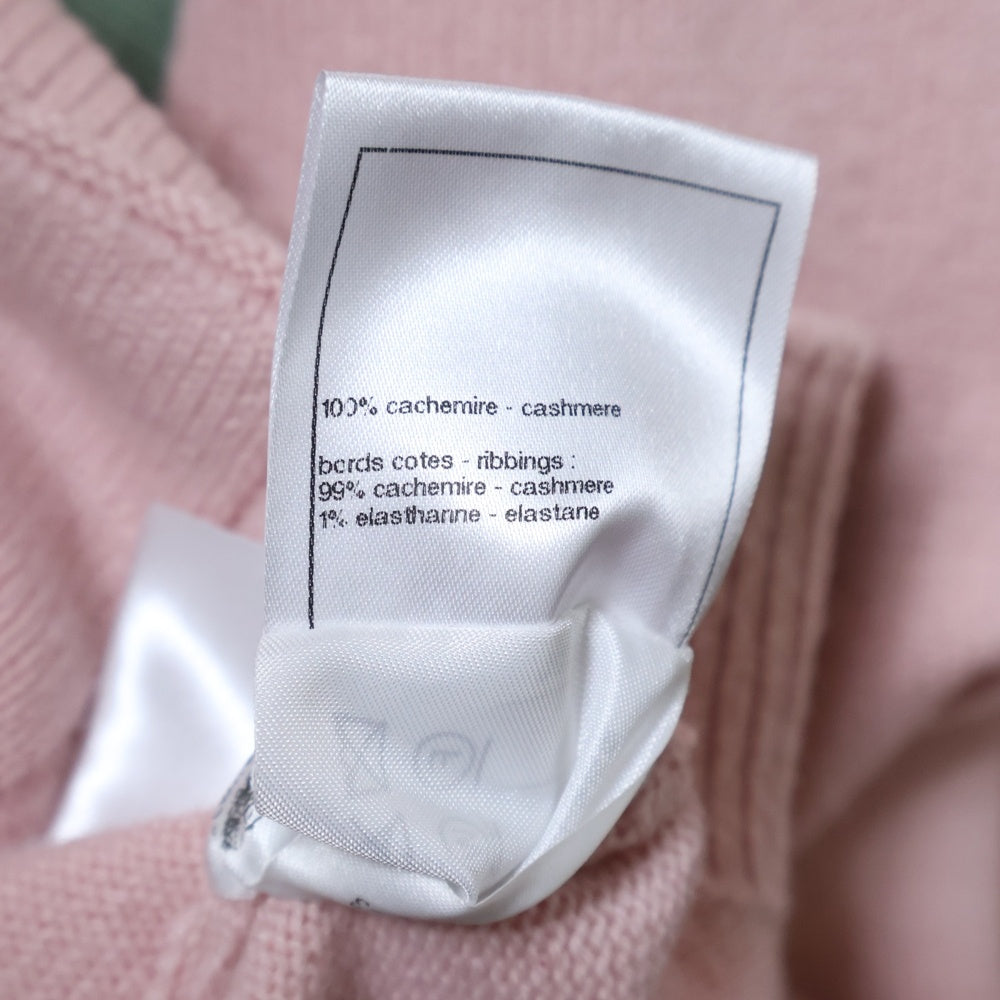 100% cachemire - cashmere
bords cotes - ribbings :
99% cachemire - cashmere
1% elasthanne - elastane